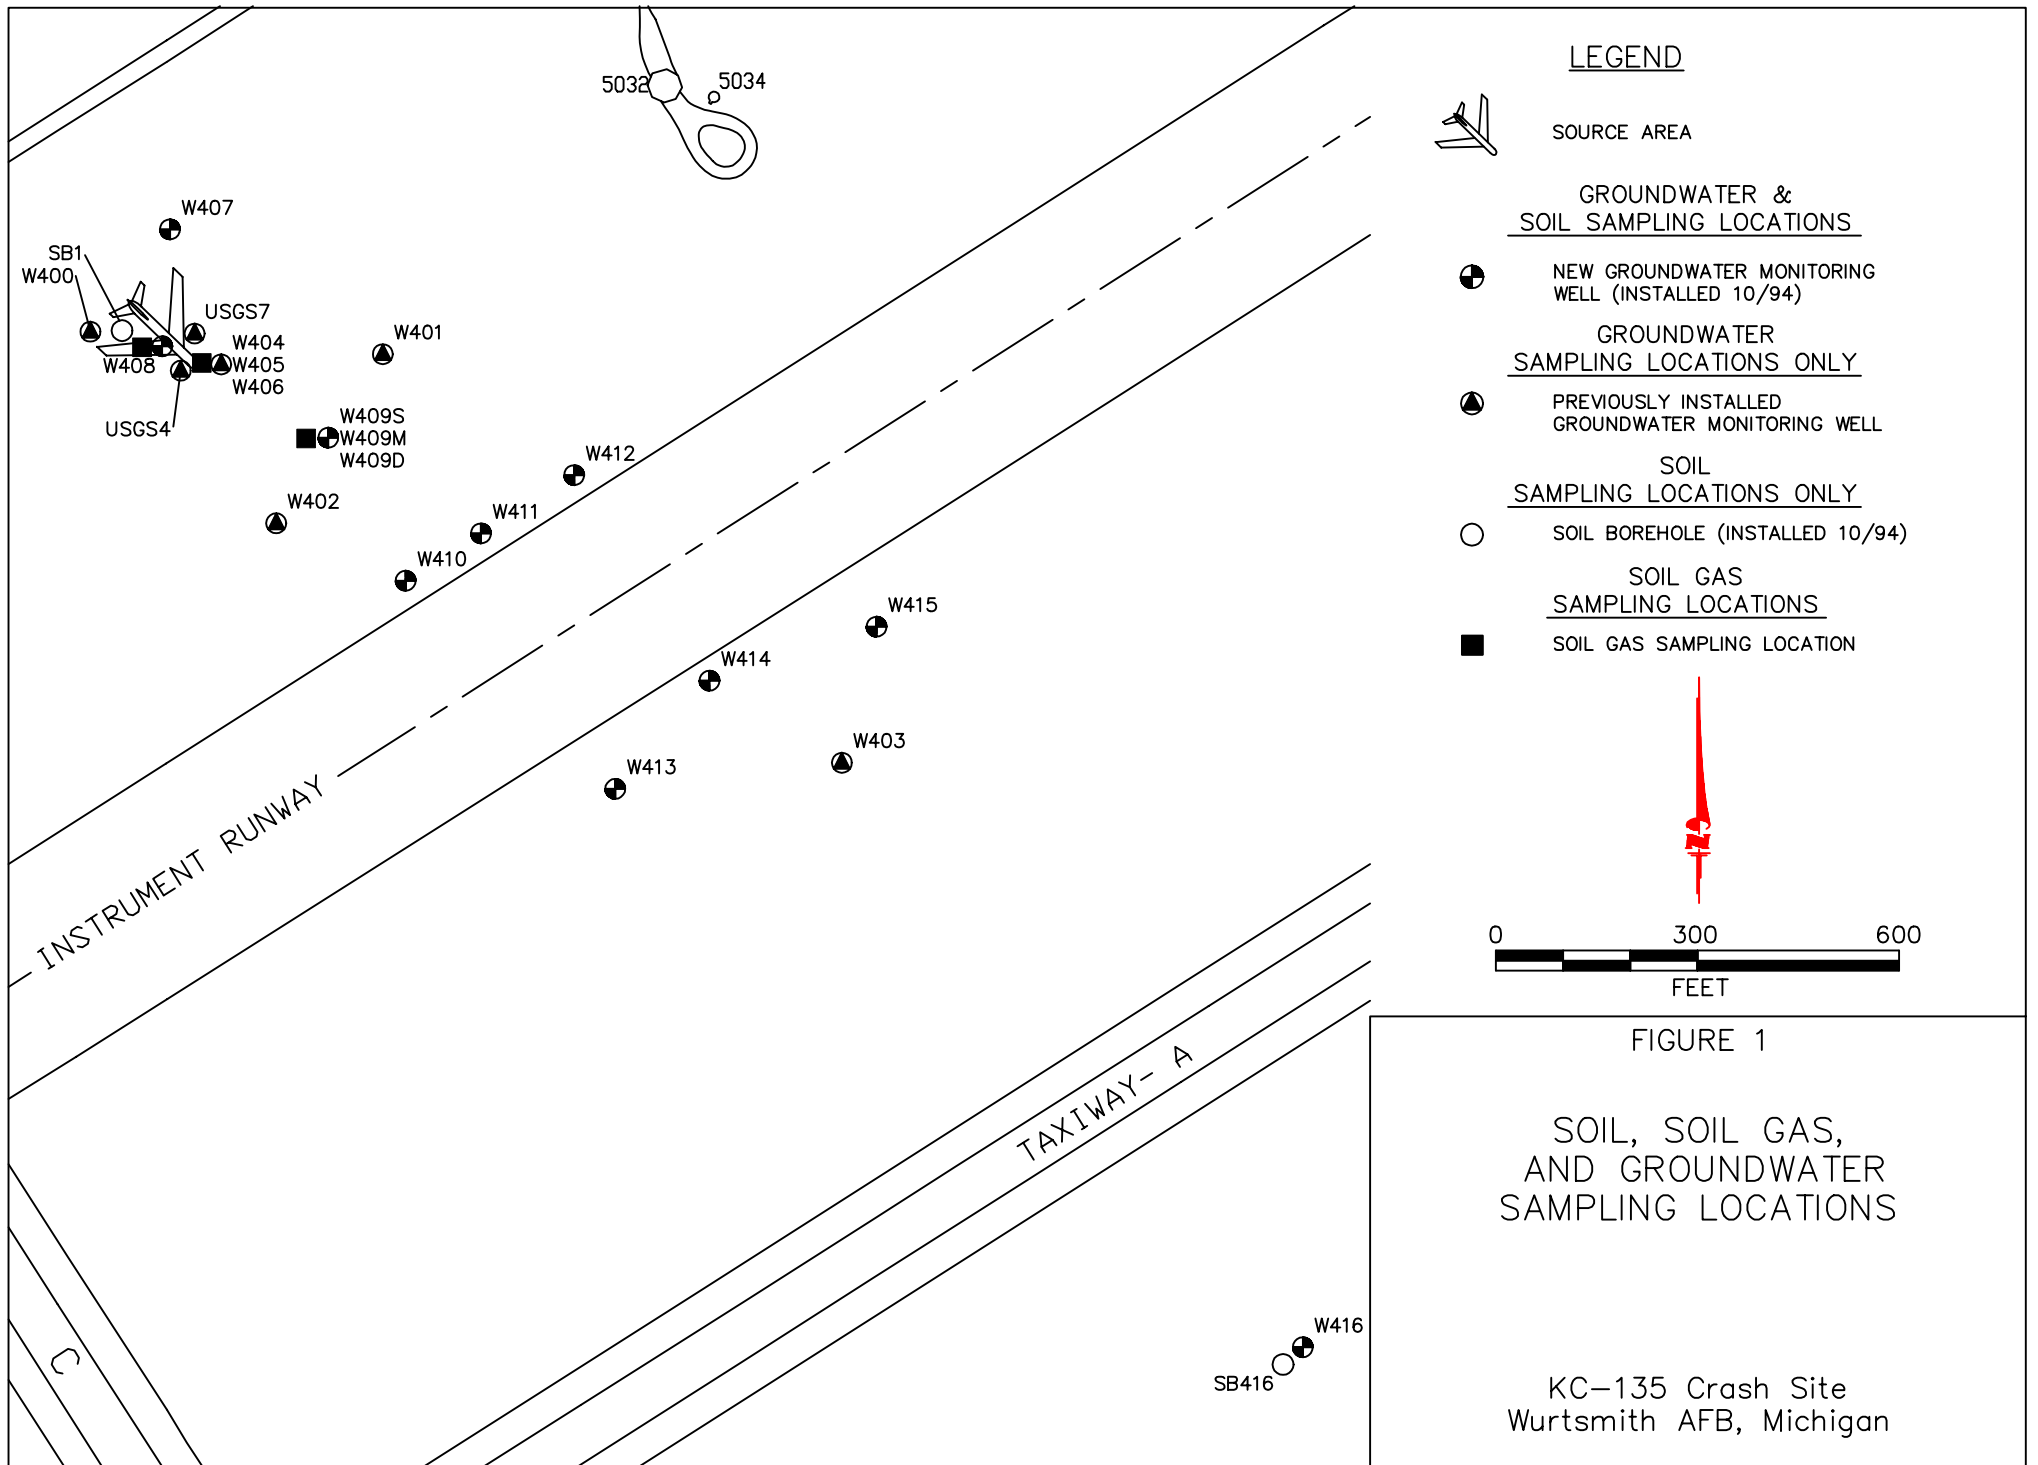 5032
5034
W407
SB1
W400
USGS7
W401
W404
W408
W405
W406
USGS4
W409S
W409M
W409D
W412
W402
W411
W410
W415
W414
W403
W413
INSTRUMENT RUNWAY
TAXIWAY- A
C
W416
SB416
LEGEND
SOURCE AREA
GROUNDWATER &
SOIL SAMPLING LOCATIONS
NEW GROUNDWATER MONITORING
WELL (INSTALLED 10/94)
GROUNDWATER
SAMPLING LOCATIONS ONLY
PREVIOUSLY INSTALLED
GROUNDWATER MONITORING WELL
SOIL
SAMPLING LOCATIONS ONLY
SOIL BOREHOLE (INSTALLED 10/94)
SOIL GAS
SAMPLING LOCATIONS
SOIL GAS SAMPLING LOCATION
N
0 300 600
FEET
FIGURE 1
SOIL, SOIL GAS,
AND GROUNDWATER
SAMPLING LOCATIONS
KC-135 Crash Site
Wurtsmith AFB, Michigan